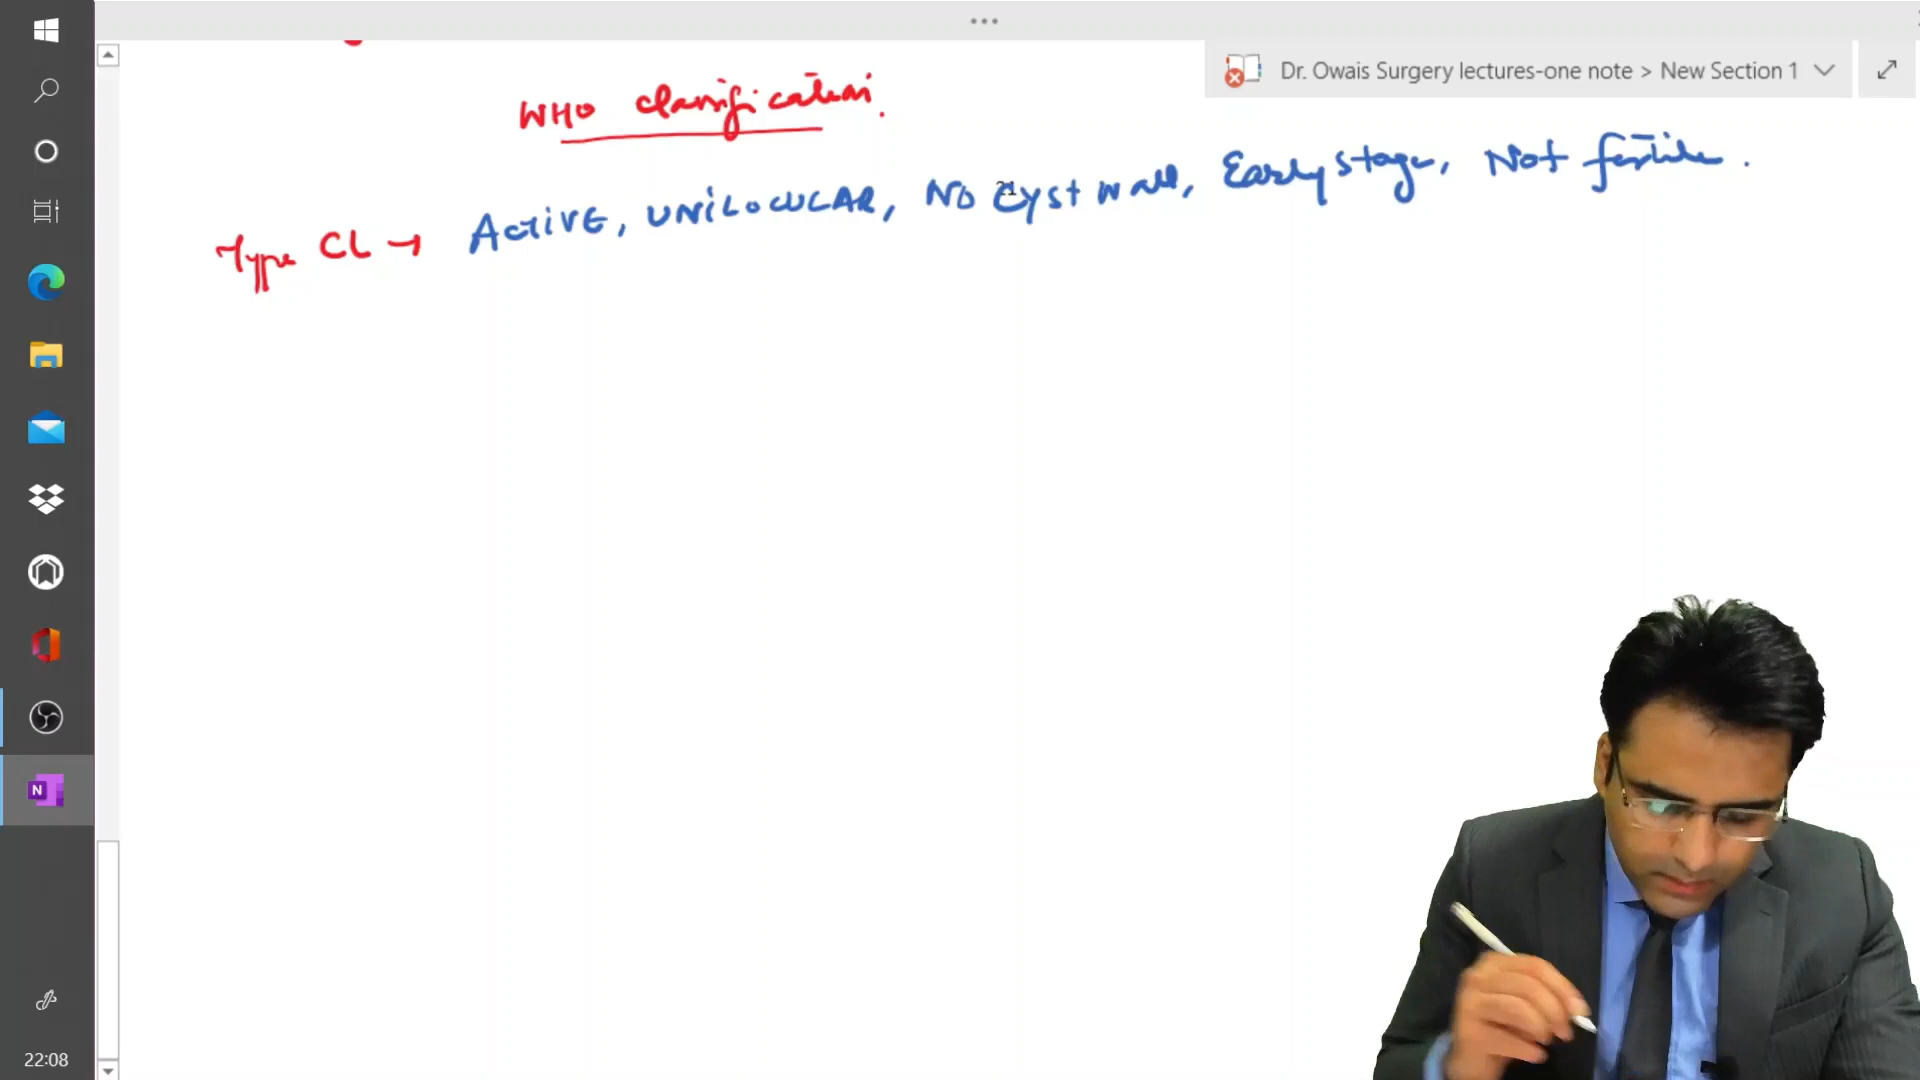 Dr. Owais Surgery lectures-one note > New Section 1
WHO classification.
Type CL → ACTIVE, UNILOCULAR, NO Cyst wall, Early stage, Not fertile.
21
N
22:08